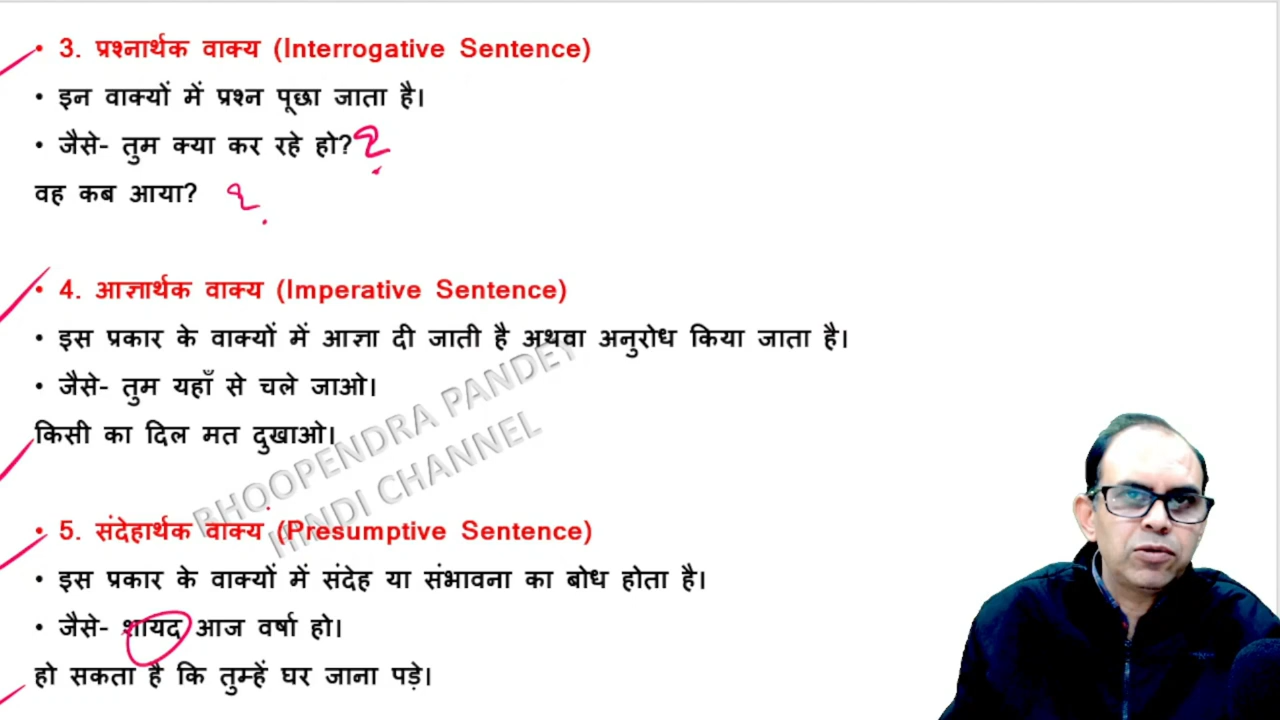 • 3. प्रश्नार्थक वाक्य (Interrogative Sentence)
• इन वाक्यों में प्रश्न पूछा जाता है।
• जैसे- तुम क्या कर रहे हो? ?
वह कब आया? ?
• 4. आज्ञार्थक वाक्य (Imperative Sentence)
• इस प्रकार के वाक्यों में आज्ञा दी जाती है अथवा अनुरोध किया जाता है।
• जैसे- तुम यहाँ से चले जाओ।
किसी का दिल मत दुखाओ।
BHOOPENDRA PANDEY
HINDI CHANNEL
• 5. संदेहार्थक वाक्य (Presumptive Sentence)
• इस प्रकार के वाक्यों में संदेह या संभावना का बोध होता है।
• जैसे- शायद आज वर्षा हो।
हो सकता है कि तुम्हें घर जाना पड़े।